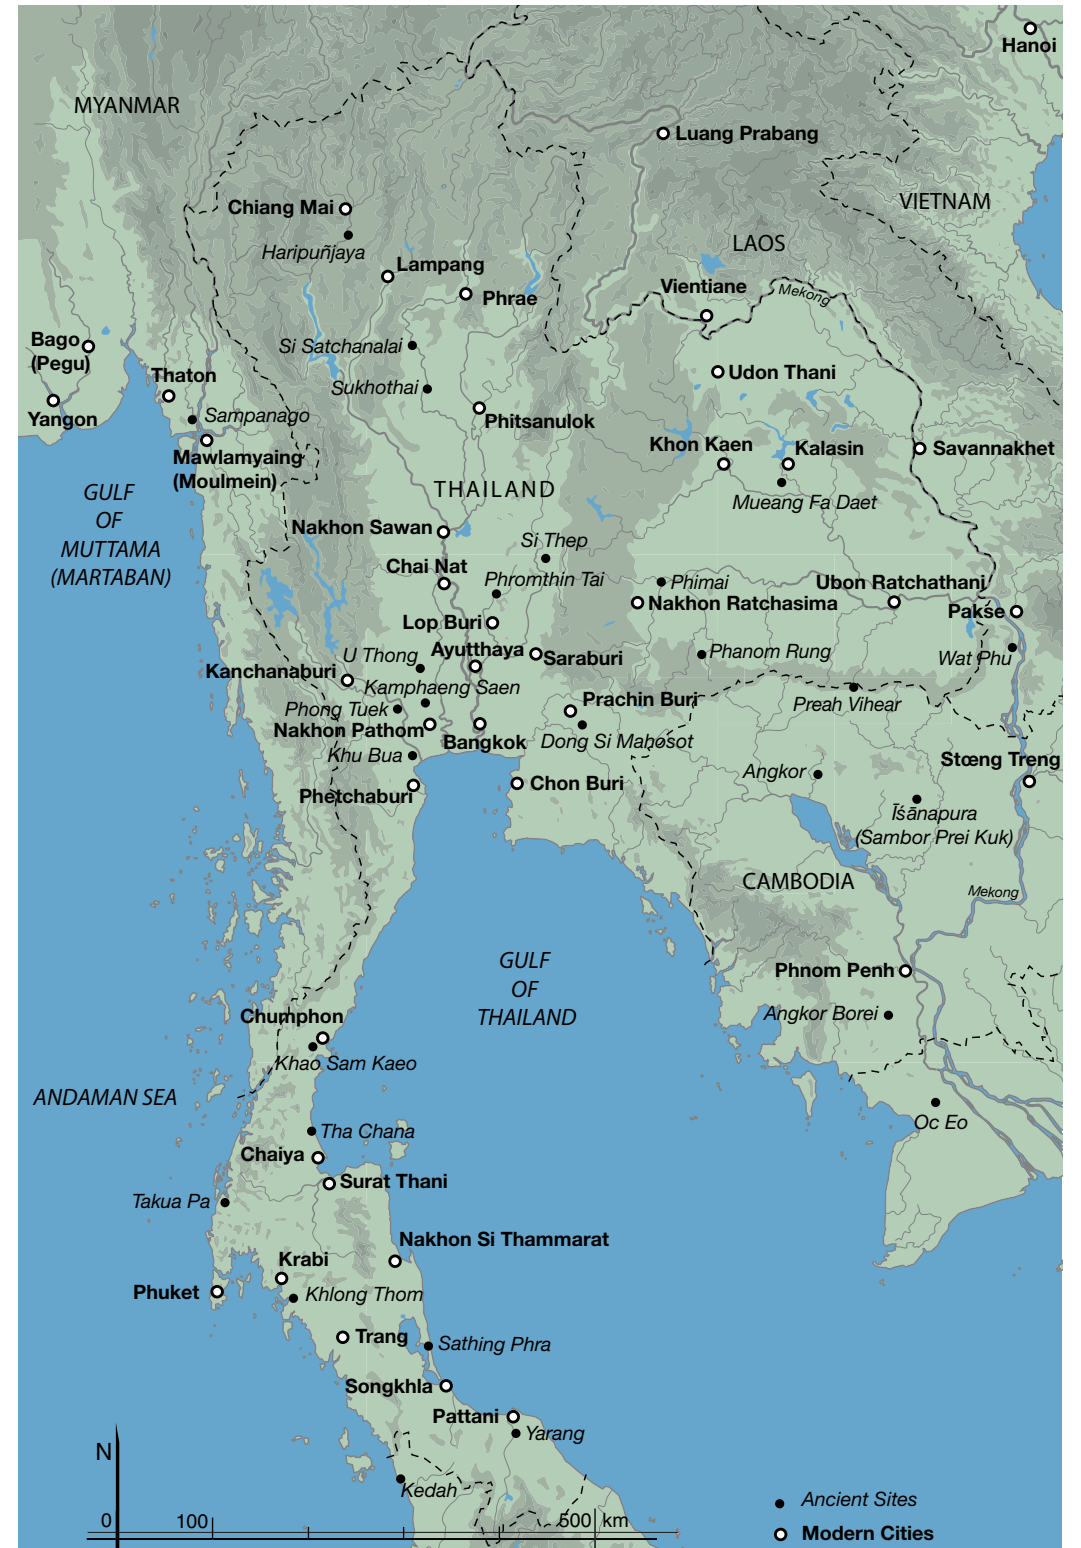 Hanoi
MYANMAR
Luang Prabang
VIETNAM
Chiang Mai
LAOS
Haripuñjaya
Lampang
Vientiane
Mekong
Phrae
Bago
(Pegu)
Si Satchanalai
Thaton
Udon Thani
Sukhothai
Yangon
Sampanago
Phitsanulok
Khon Kaen
Kalasin
Savannakhet
Mawlamyaing
(Moulmein)
THAILAND
Mueang Fa Daet
GULF
OF
MUTTAMA
(MARTABAN)
Nakhon Sawan
Si Thep
Chai Nat
Phromthin Tai
Phimai
Ubon Ratchathani
Nakhon Ratchasima
Pakśe
Lop Buri
U Thong
Ayutthaya
Saraburi
Phanom Rung
Wat Phu
Kanchanaburi
Kamphaeng Saen
Prachin Buri
Preah Vihear
Phong Tuek
Nakhon Pathom
Bangkok
Dong Si Mahosot
Khu Bua
Stœng Treng
Angkor
Phetchaburi
Chon Buri
Īśānapura
(Sambor Prei Kuk)
CAMBODIA
Mekong
GULF
OF
THAILAND
Phnom Penh
Angkor Borei
Chumphon
Khao Sam Kaeo
ANDAMAN SEA
Oc Eo
Tha Chana
Chaiya
Surat Thani
Takua Pa
Nakhon Si Thammarat
Krabi
Phuket
Khlong Thom
Trang
Sathing Phra
Songkhla
Pattani
Yarang
N
Kedah
Ancient Sites
0 100 500 km
Modern Cities